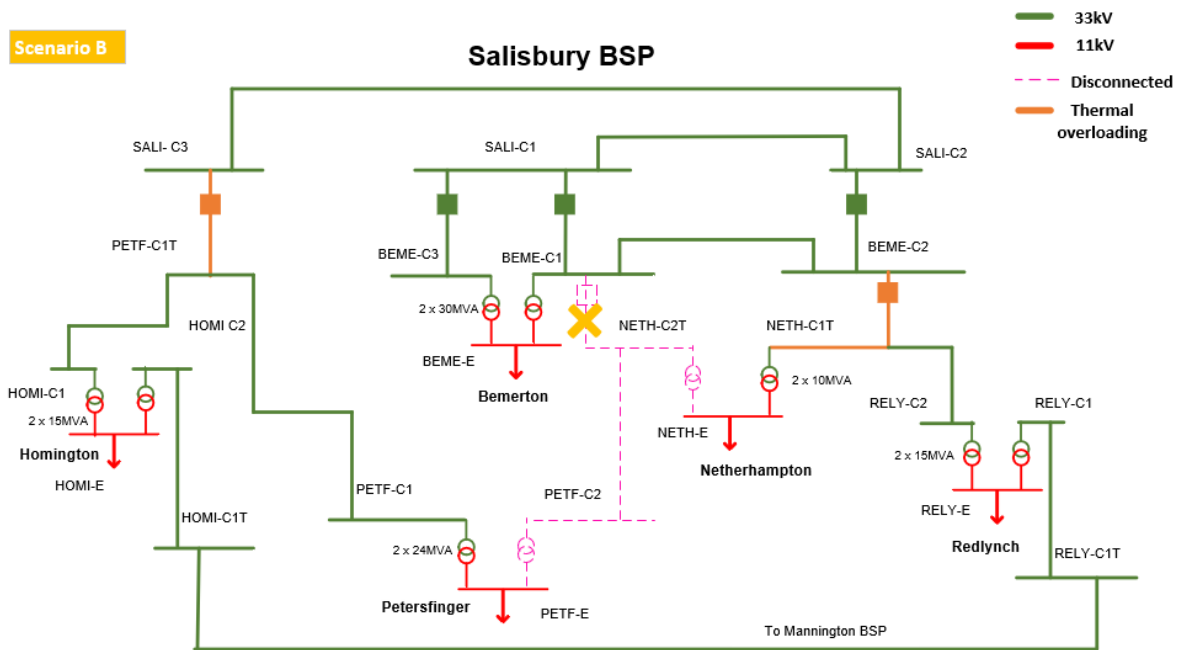 Scenario B
Salisbury BSP
33kV
11kV
Disconnected
Thermal
overloading
SALI- C3
SALI-C1
SALI-C2
PETF-C1T
BEME-C3
BEME-C1
BEME-C2
2 x 30MVA
HOMI C2
NETH-C2T
NETH-C1T
BEME-E
Bemerton
HOMI-C1
2 x 15MVA
2 x 10MVA
RELY-C2
RELY-C1
Homington
NETH-E
Netherhampton
2 x 15MVA
HOMI-E
PETF-C1
PETF-C2
RELY-E
HOMI-C1T
Redlynch
2 x 24MVA
RELY-C1T
Petersfinger
PETF-E
To Mannington BSP